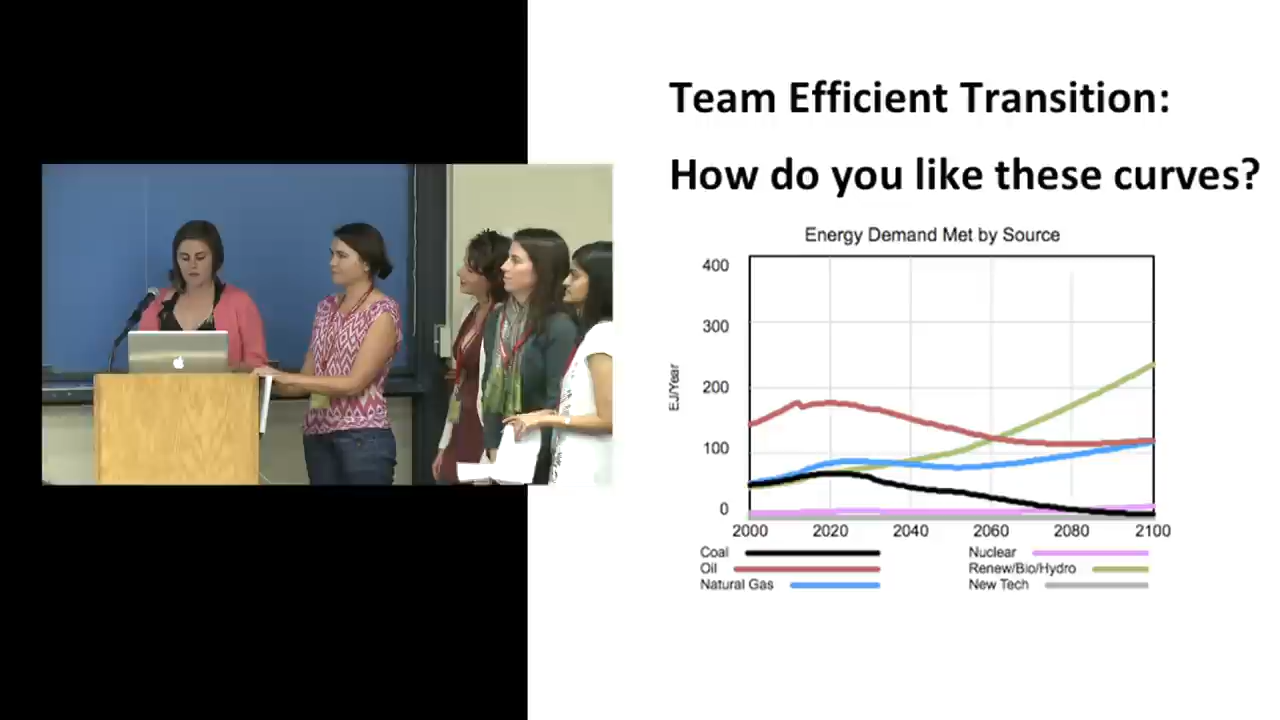 Team Efficient Transition:
How do you like these curves?
Energy Demand Met by Source
EJ/Year
400
300
200
100
0
2000 2020 2040 2060 2080 2100
Coal
Oil
Natural Gas
Nuclear
Renew/Bio/Hydro
New Tech